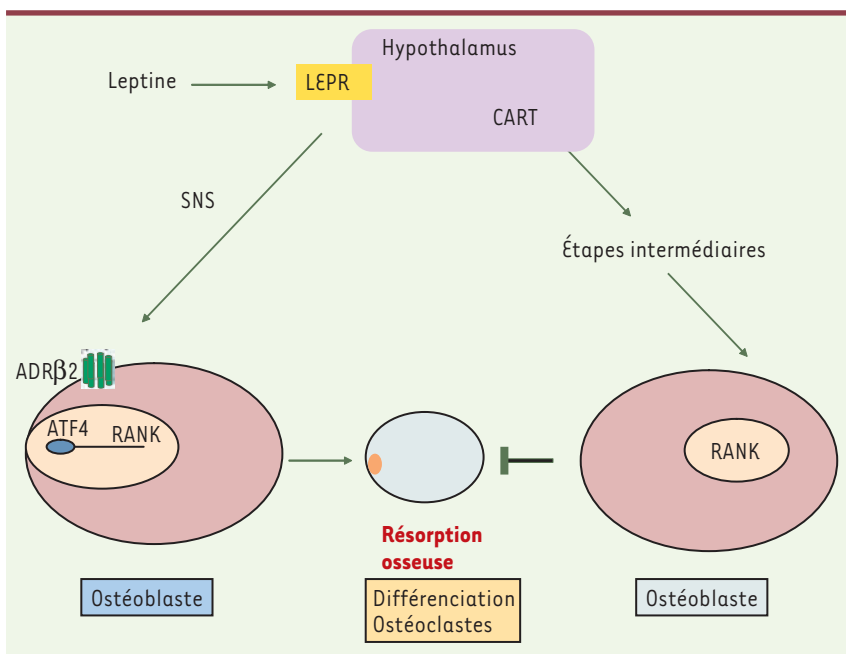 Hypothalamus
Leptine
LEPR
CART
SNS
Étapes intermédiaires
ADRβ2
ATF4
RANK
RANK
Résorption
osseuse
Ostéoblaste
Différenciation
Ostéoclastes
Ostéoblaste